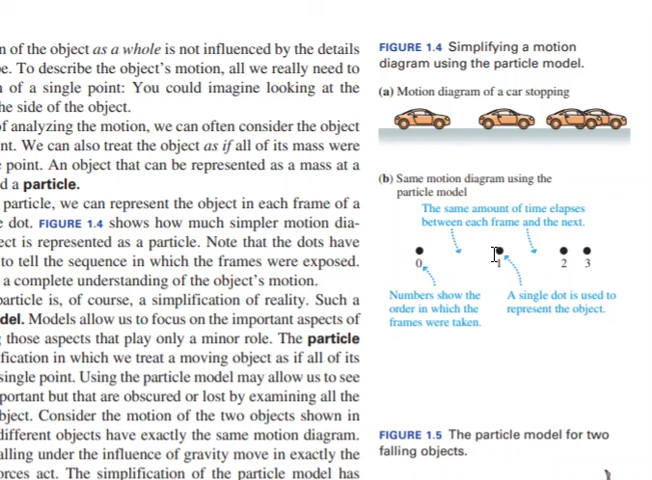 n of the object as a whole is not influenced by the details
e. To describe the object's motion, all we really need to
n of a single point: You could imagine looking at the
he side of the object.
of analyzing the motion, we can often consider the object
nt. We can also treat the object as if all of its mass were
e point. An object that can be represented as a mass at a
d a particle.
particle, we can represent the object in each frame of a
e dot. FIGURE 1.4 shows how much simpler motion dia-
ect is represented as a particle. Note that the dots have
to tell the sequence in which the frames were exposed.
a complete understanding of the object's motion.
particle is, of course, a simplification of reality. Such a
del. Models allow us to focus on the important aspects of
g those aspects that play only a minor role. The particle
fication in which we treat a moving object as if all of its
single point. Using the particle model may allow us to see
portant but that are obscured or lost by examining all the
bject. Consider the motion of the two objects shown in
different objects have exactly the same motion diagram.
alling under the influence of gravity move in exactly the
orces act. The simplification of the particle model has
FIGURE 1.4 Simplifying a motion
diagram using the particle model.
(a) Motion diagram of a car stopping
(b) Same motion diagram using the
particle model
The same amount of time elapses
between each frame and the next.
0 1 2 3
Numbers show the
order in which the
frames were taken.
A single dot is used to
represent the object.
FIGURE 1.5 The particle model for two
falling objects.